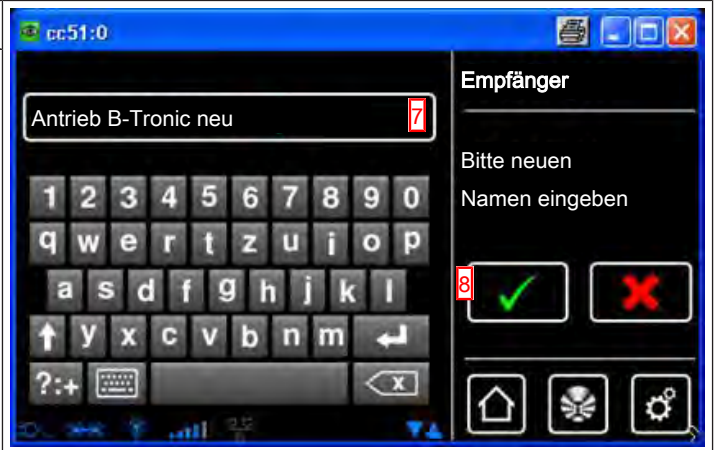 cc51:0
Empfänger
Antrieb B-Tronic neu 7
Bitte neuen
Namen eingeben
1 2 3 4 5 6 7 8 9 0
q w e r t z u i o p
a s d f g h j k l
8
y x c v b n m
?:+
x